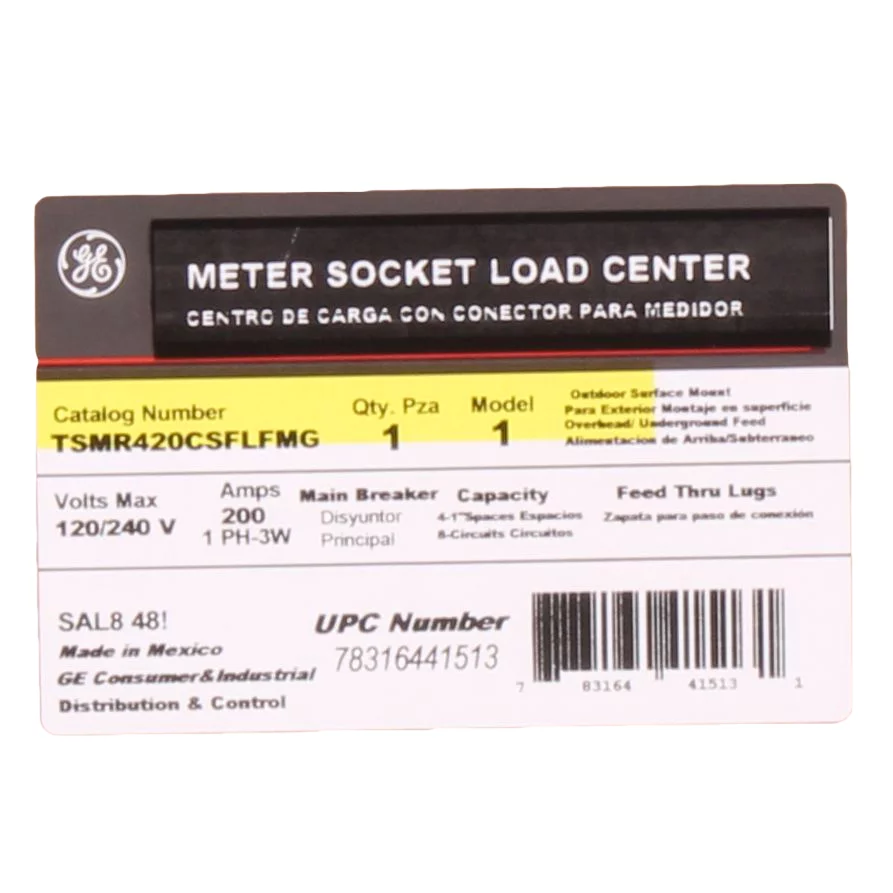 GE
METER SOCKET LOAD CENTER
CENTRO DE CARGA CON CONECTOR PARA MEDIDOR
Catalog Number
TSMR420CSFLFMG
Qty. Pza
1
Model
1
Outdoor Surface Mount
Para Exterior Montaje en superficie
Overhead/ Underground Feed
Alimentacion de Arriba/Subterraneo
Volts Max
120/240 V
Amps
200
1 PH-3W
Main Breaker
Disyuntor
Principal
Capacity
4-1"Spaces Espacios
8-Circuits Circuitos
Feed Thru Lugs
Zapata para paso de conexión
SAL8 48!
Made in Mexico
GE Consumer&Industrial
Distribution & Control
UPC Number
78316441513
7 83164 41513 1